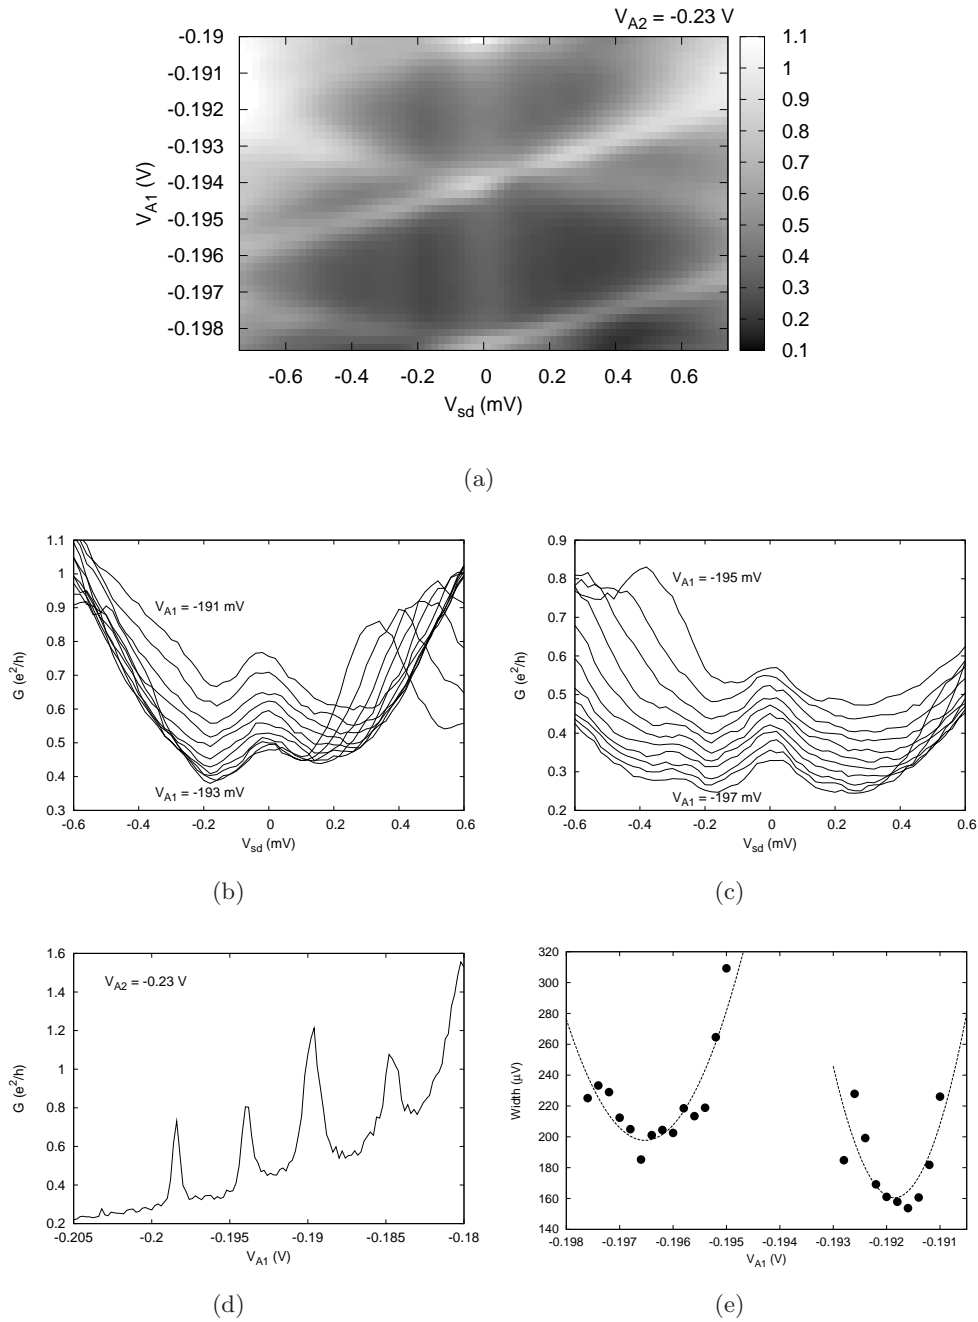 V_A2 = -0.23 V
-0.19
-0.191
-0.192
-0.193
-0.194
-0.195
-0.196
-0.197
-0.198
V_A1 (V)
1.1
1
0.9
0.8
0.7
0.6
0.5
0.4
0.3
0.2
0.1
-0.6 -0.4 -0.2 0 0.2 0.4 0.6
V_sd (mV)
(a)
1.1
1
0.9
0.8
0.7
0.6
0.5
0.4
0.3
G (e²/h)
V_A1 = -191 mV
V_A1 = -193 mV
-0.6 -0.4 -0.2 0 0.2 0.4 0.6
V_sd (mV)
(b)
0.9
0.8
0.7
0.6
0.5
0.4
0.3
0.2
G (e²/h)
V_A1 = -195 mV
V_A1 = -197 mV
-0.6 -0.4 -0.2 0 0.2 0.4 0.6
V_sd (mV)
(c)
1.6
1.4
1.2
1
0.8
0.6
0.4
0.2
G (e²/h)
V_A2 = -0.23 V
-0.205 -0.2 -0.195 -0.19 -0.185 -0.18
V_A1 (V)
(d)
320
300
280
260
240
220
200
180
160
140
Width (μV)
-0.198 -0.197 -0.196 -0.195 -0.194 -0.193 -0.192 -0.191
V_A1 (V)
(e)